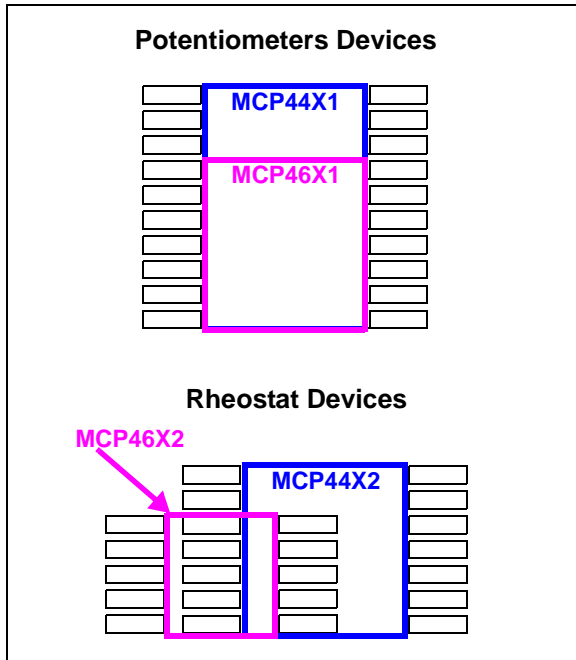 Potentiometers Devices
MCP44X1
MCP46X1
Rheostat Devices
MCP46X2
MCP44X2